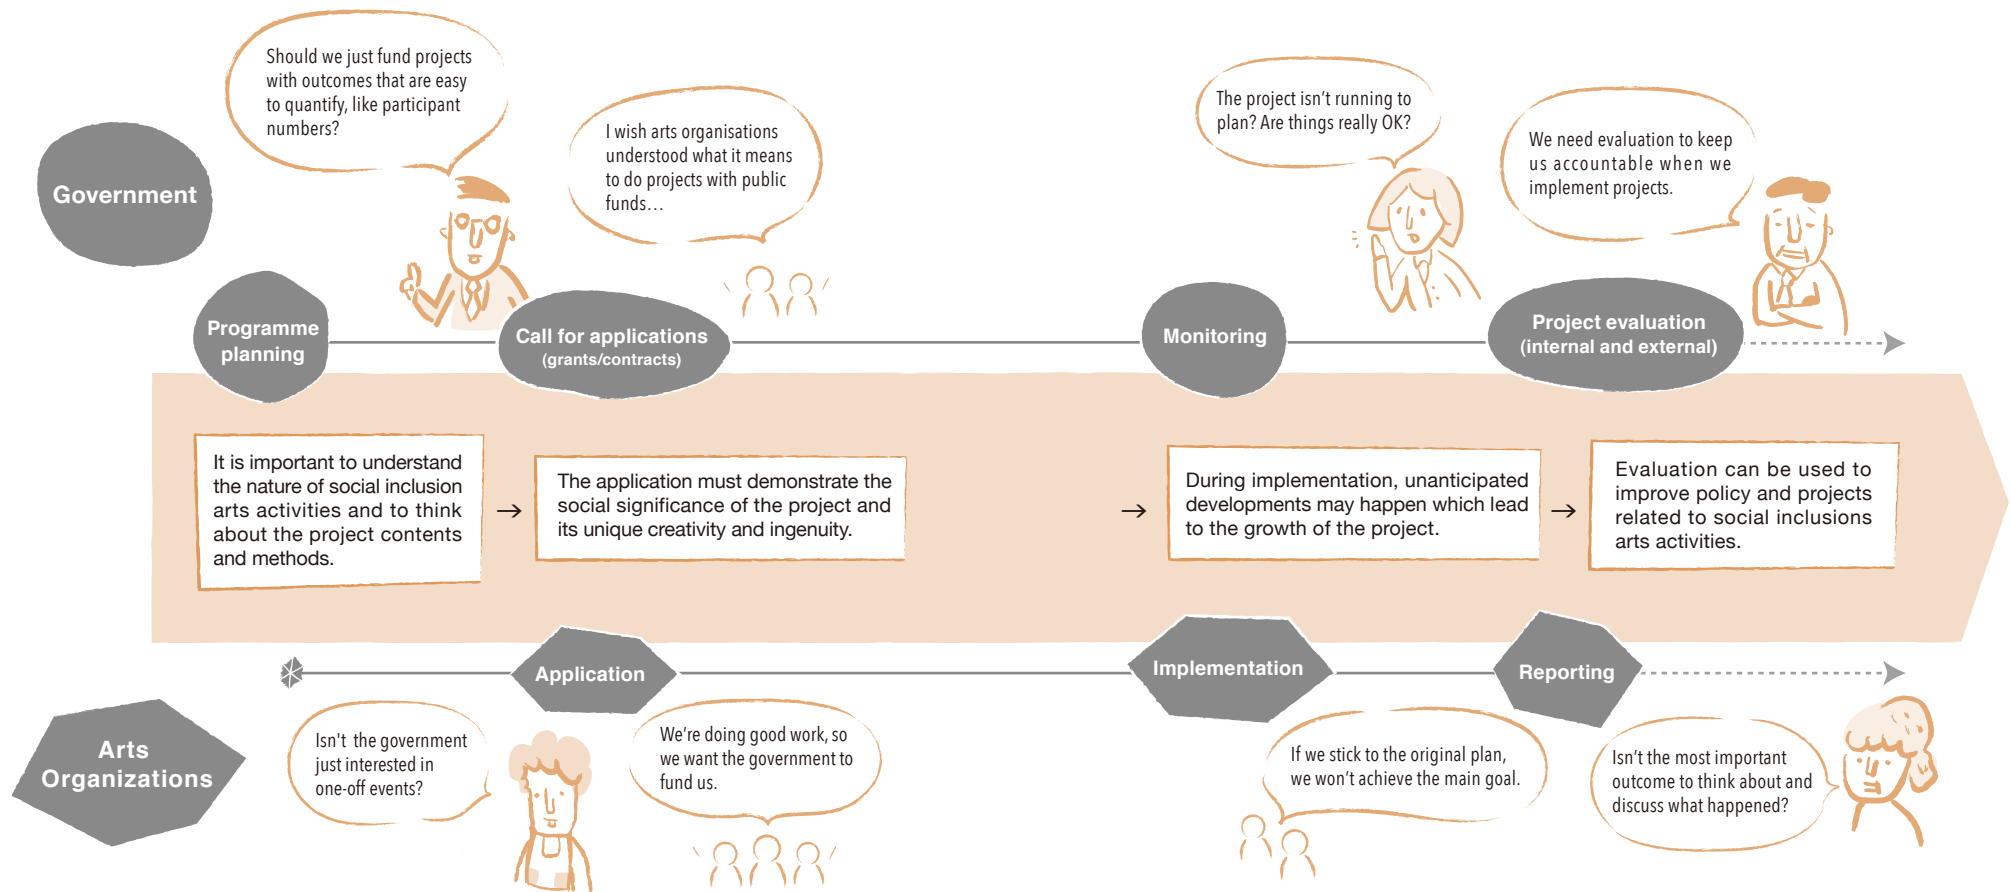 Should we just fund projects
with outcomes that are easy
to quantify, like participant
numbers?
I wish arts organisations
understood what it means
to do projects with public
funds…
The project isn't running to
plan? Are things really OK?
We need evaluation to keep
us accountable when we
implement projects.
Government
Programme
planning
Call for applications
(grants/contracts)
Monitoring
Project evaluation
(internal and external)
It is important to understand
the nature of social inclusion
arts activities and to think
about the project contents
and methods.
→
The application must demonstrate the
social significance of the project and
its unique creativity and ingenuity.
→
During implementation, unanticipated
developments may happen which lead
to the growth of the project.
→
Evaluation can be used to
improve policy and projects
related to social inclusions
arts activities.
Application
Implementation
Reporting
Arts
Organizations
Isn't the government
just interested in
one-off events?
We're doing good work, so
we want the government to
fund us.
If we stick to the original plan,
we won't achieve the main goal.
Isn't the most important
outcome to think about and
discuss what happened?